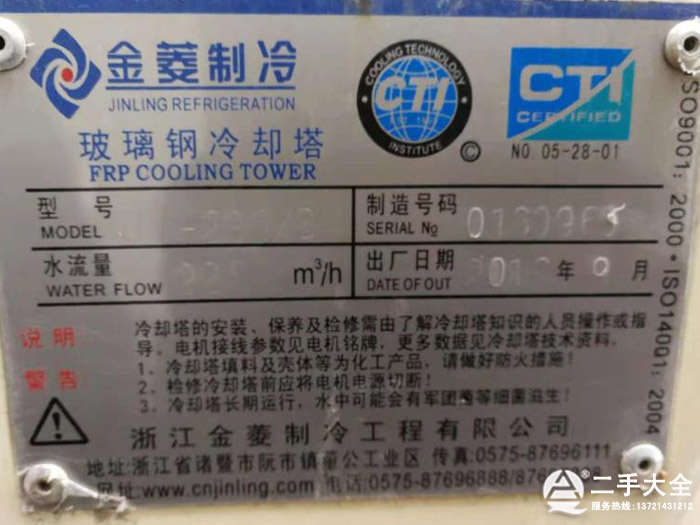 金菱制冷
JINLING REFRIGERATION
COOLING TECHNOLOGY
CTI
INSTITUTE
©
CTI
CERTIFIED
NO. 05-28-01
玻璃钢冷却塔
FRP COOLING TOWER
型号
MODEL
制造号码
SERIAL №
水流量
WATER FLOW
m³/h
出厂日期
DATE OF OUT
年 9 月
说明
冷却塔的安装、保养及检修需由了解冷却塔知识的人员操作或指
导。电机接线参数见电机铭牌，更多数据见冷却塔技术资料。
警告
1、冷却塔填料及壳体等为化工产品，请做好防火措施！
2、检修冷却塔前应将电机电源切断！
3、冷却塔长期运行，水中可能会有军团菌等细菌滋生！
浙江金菱制冷工程有限公司
地址:浙江省诸暨市阮市镇董公工业区 传真:0575-87696111
网址:www.cnjinling.com 电话:0575-87696888/
ISO9001:2000·ISO14001:2004
二手大全
服务热线:13721431212